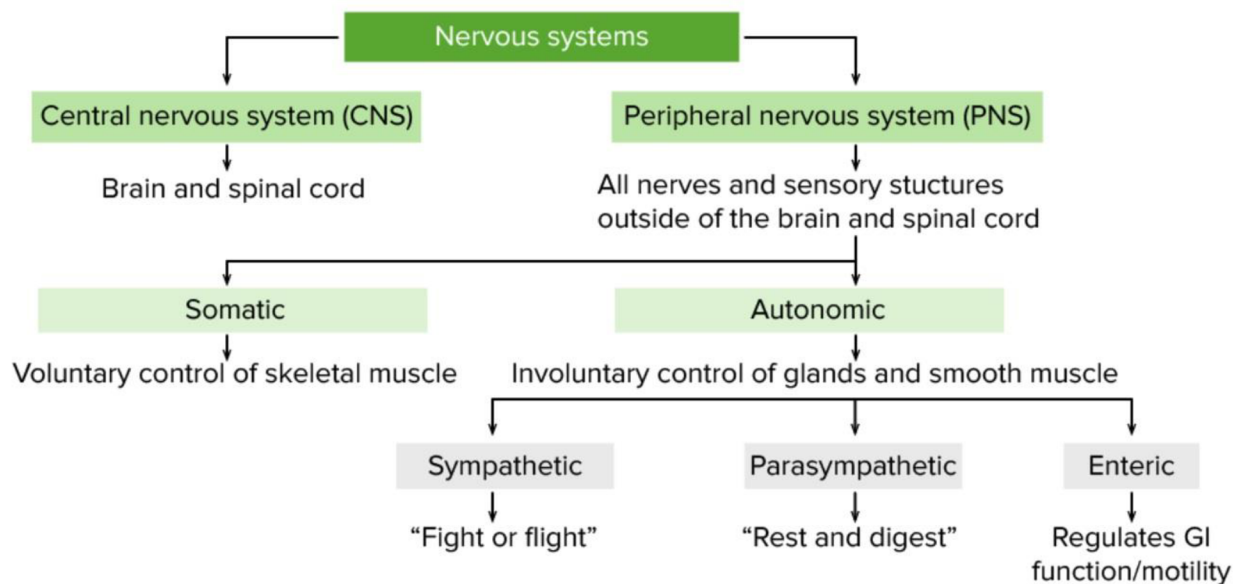 Nervous systems
Central nervous system (CNS)
Peripheral nervous system (PNS)
Brain and spinal cord
All nerves and sensory stuctures
outside of the brain and spinal cord
Somatic
Autonomic
Voluntary control of skeletal muscle
Involuntary control of glands and smooth muscle
Sympathetic
Parasympathetic
Enteric
“Fight or flight”
“Rest and digest”
Regulates GI
function/motility